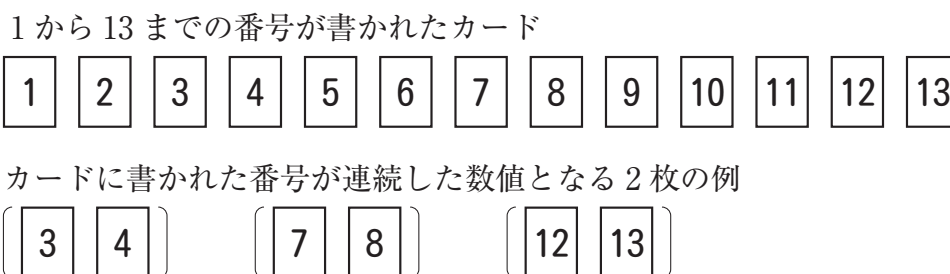 1 から 13 までの番号が書かれたカード
1 2 3 4 5 6 7 8 9 10 11 12 13
カードに書かれた番号が連続した数値となる 2 枚の例
(3 4) (7 8) (12 13)